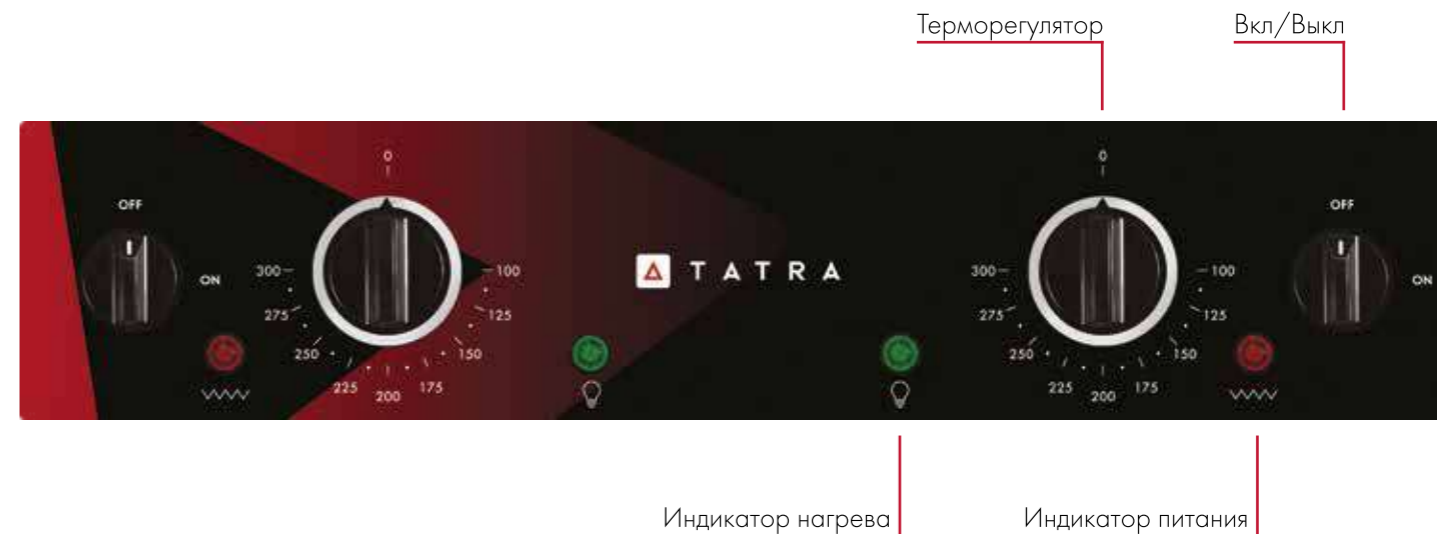 Терморегулятор
Вкл/Выкл
0
0
OFF
OFF
300
100
TATRA
300
100
ON
ON
275
125
275
125
250
150
250
150
225
200
175
225
200
175
Индикатор нагрева
Индикатор питания